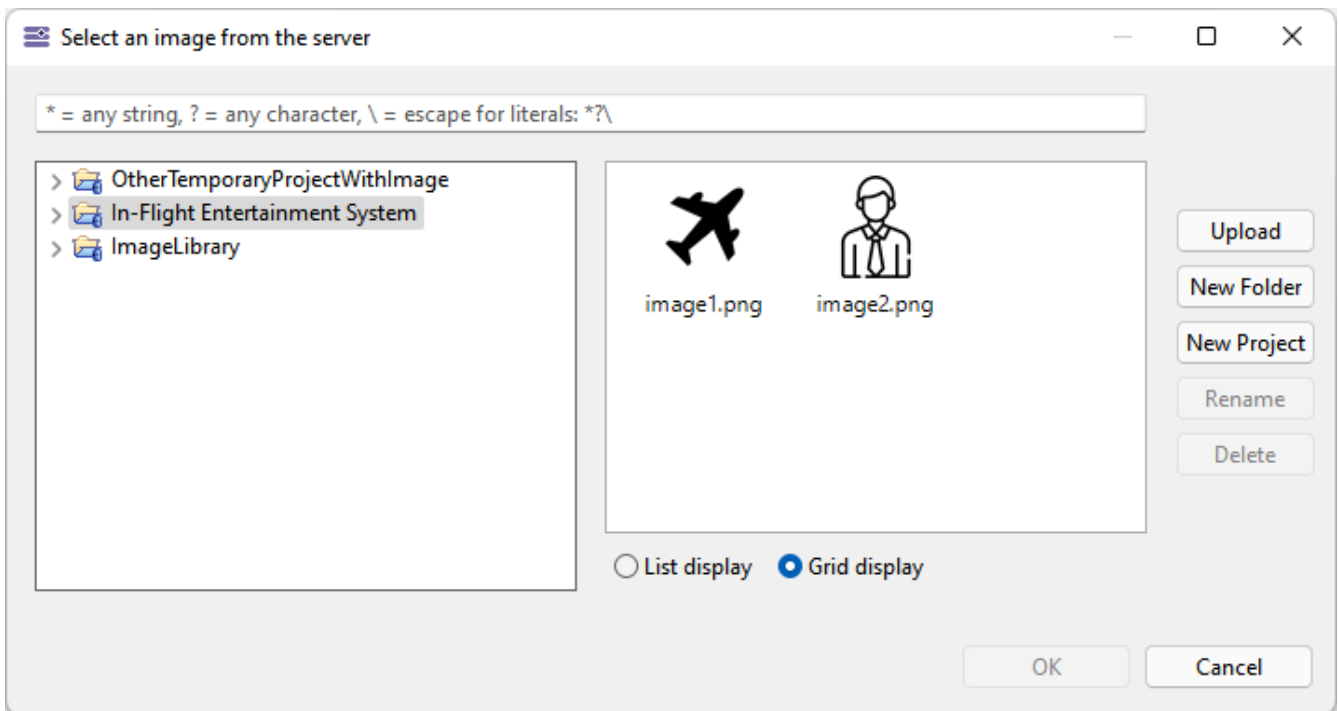 Select an image from the server
* = any string, ? = any character, \ = escape for literals: *?\
OtherTemporaryProjectWithImage
In-Flight Entertainment System
ImageLibrary
image1.png
image2.png
Upload
New Folder
New Project
Rename
Delete
List display
Grid display
OK
Cancel